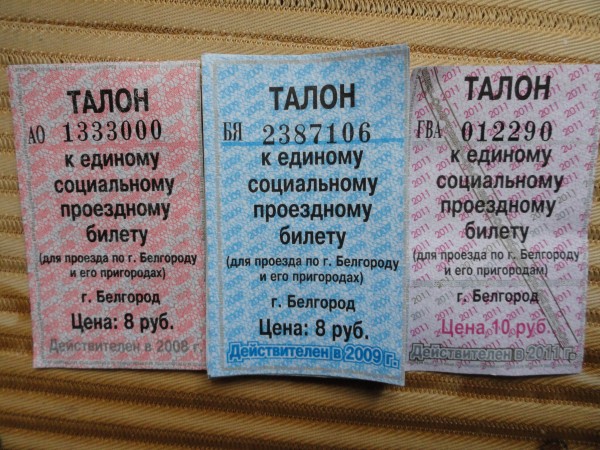 ТАЛОН
АО 1333000
к единому
социальному
проездному
билету
(для проезда по г. Белгороду
и его пригородах)
г. Белгород
Цена: 8 руб.
Действителен в 2008 г.
ТАЛОН
БЯ 2387106
к единому
социальному
проездному
билету
(для проезда по г. Белгороду
и его пригородах)
г. Белгород
Цена: 8 руб.
Действителен в 2009 г.
ТАЛОН
ГВА 012290
к единому
социальному
проездному
билету
(для проезда по г. Белгороду
и его пригородам)
г. Белгород
Цена 10 руб.
Действителен в 2011 г.